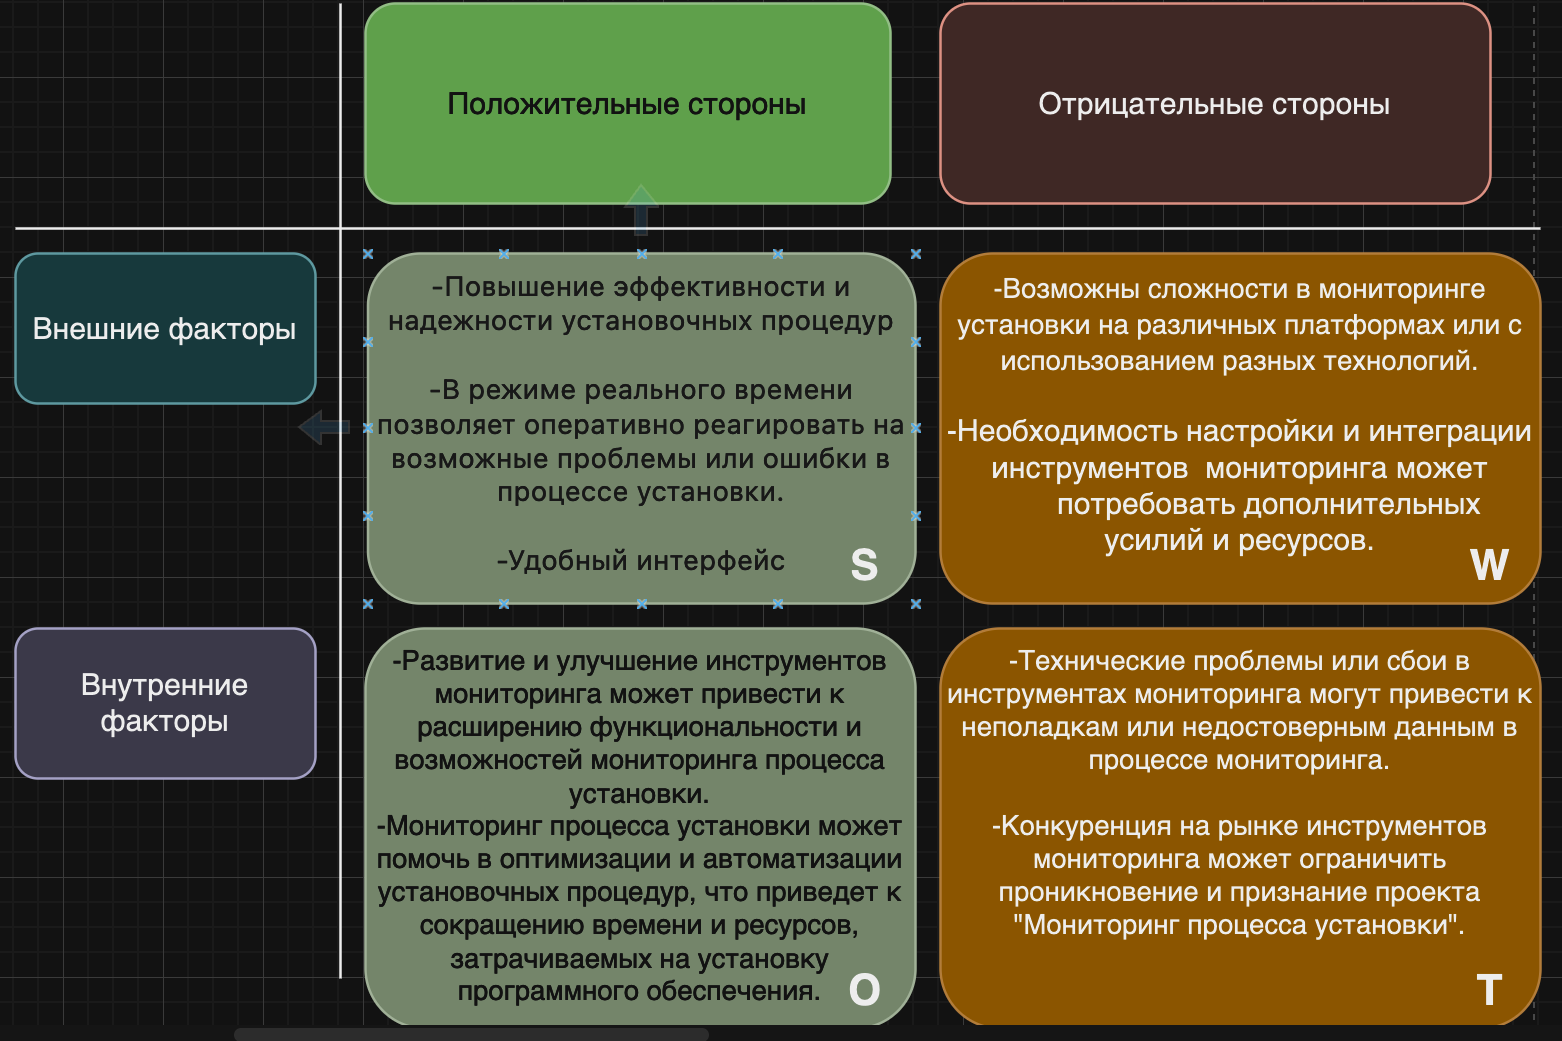 Положительные стороны
Отрицательные стороны
Внешние факторы
-Повышение эффективности и
надежности установочных процедур
-В режиме реального времени
позволяет оперативно реагировать на
возможные проблемы или ошибки в
процессе установки.
-Удобный интерфейс
S
-Возможны сложности в мониторинге
установки на различных платформах или с
использованием разных технологий.
-Необходимость настройки и интеграции
инструментов  мониторинга может
потребовать дополнительных
усилий и ресурсов.
W
Внутренние
факторы
-Развитие и улучшение инструментов
мониторинга может привести к
расширению функциональности и
возможностей мониторинга процесса
установки.
-Мониторинг процесса установки может
помочь в оптимизации и автоматизации
установочных процедур, что приведет к
сокращению времени и ресурсов,
затрачиваемых на установку
программного обеспечения.
O
-Технические проблемы или сбои в
инструментах мониторинга могут привести к
неполадкам или недостоверным данным в
процессе мониторинга.
-Конкуренция на рынке инструментов
мониторинга может ограничить
проникновение и признание проекта
"Мониторинг процесса установки".
T